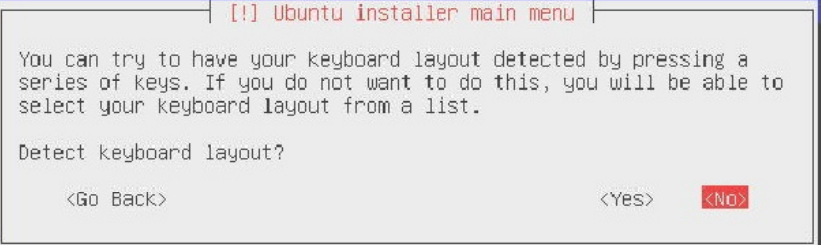 [!] Ubuntu installer main menu
You can try to have your keyboard layout detected by pressing a
series of keys. If you do not want to do this, you will be able to
select your keyboard layout from a list.
Detect keyboard layout?
<Go Back> <Yes> <No>